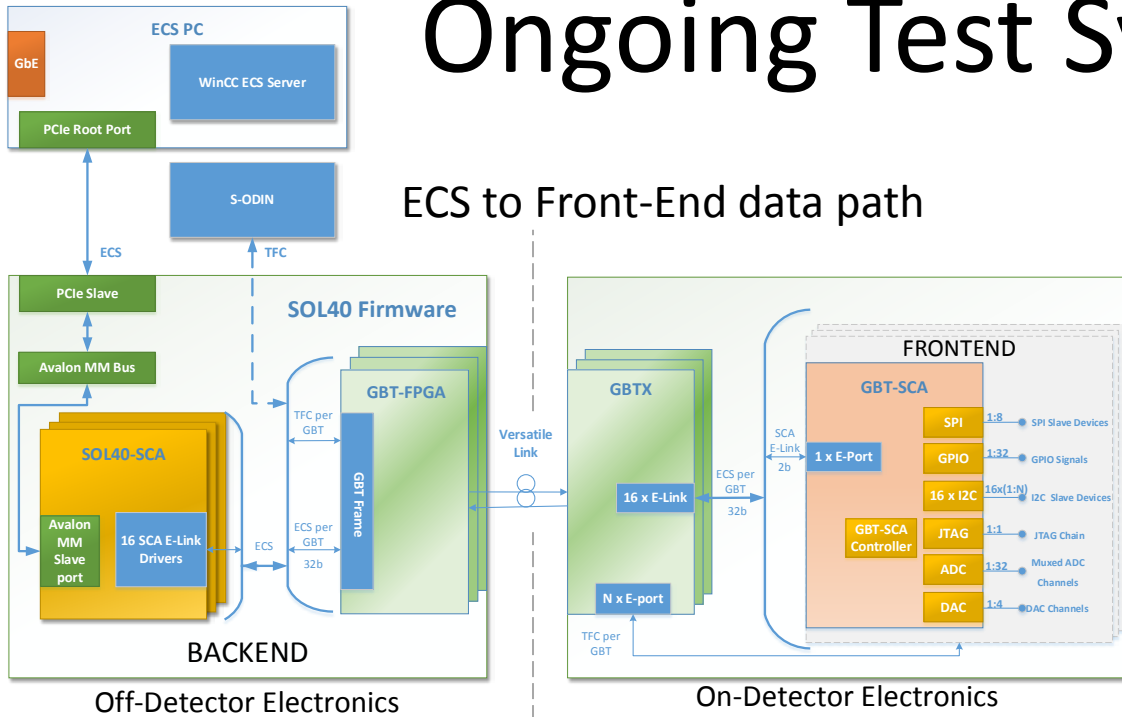 Ongoing Test Sy
ECS PC
GbE
WinCC ECS Server
PCIe Root Port
S-ODIN
ECS to Front-End data path
ECS
TFC
PCIe Slave
SOL40 Firmware
Avalon MM Bus
SOL40-SCA
Avalon
MM
Slave
port
16 SCA E-Link
Drivers
ECS
TFC per
GBT
ECS per
GBT
32b
GBT-FPGA
GBT Frame
BACKEND
Off-Detector Electronics
Versatile
Link
GBTX
16 x E-Link
N x E-port
TFC per
GBT
ECS per
GBT
32b
SCA
E-Link
2b
FRONTEND
GBT-SCA
1 x E-Port
GBT-SCA
Controller
SPI
1:8
SPI Slave Devices
GPIO
1:32
GPIO Signals
16 x I2C
16x(1:N)
I2C Slave Devices
JTAG
1:1
JTAG Chain
ADC
1:32
Muxed ADC
Channels
DAC
1:4
DAC Channels
On-Detector Electronics